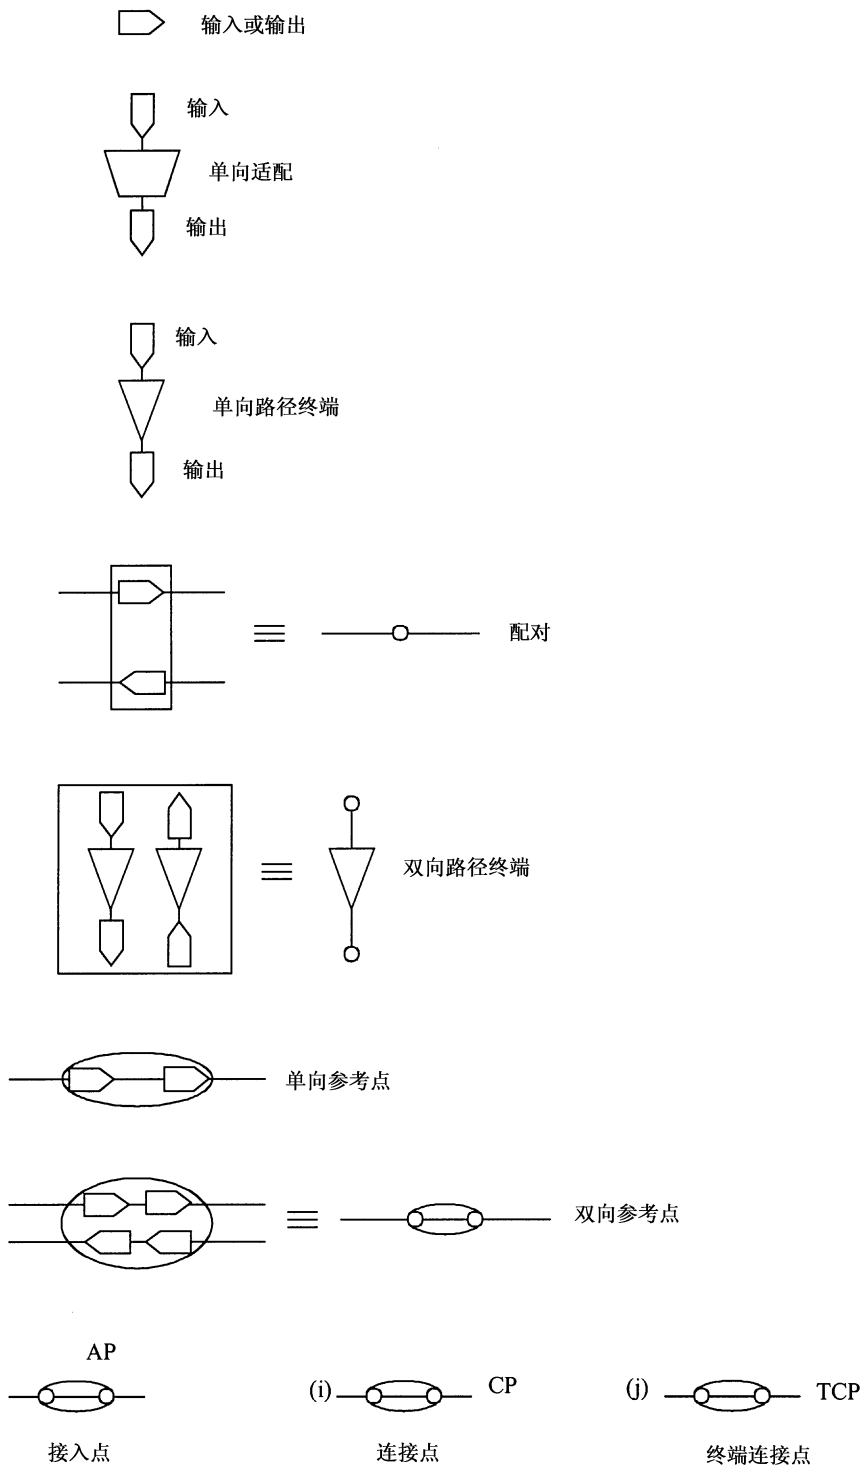 输入或输出
输入
单向适配
输出
输入
单向路径终端
输出
配对
双向路径终端
单向参考点
双向参考点
AP
(i) CP
(j) TCP
接入点
连接点
终端连接点